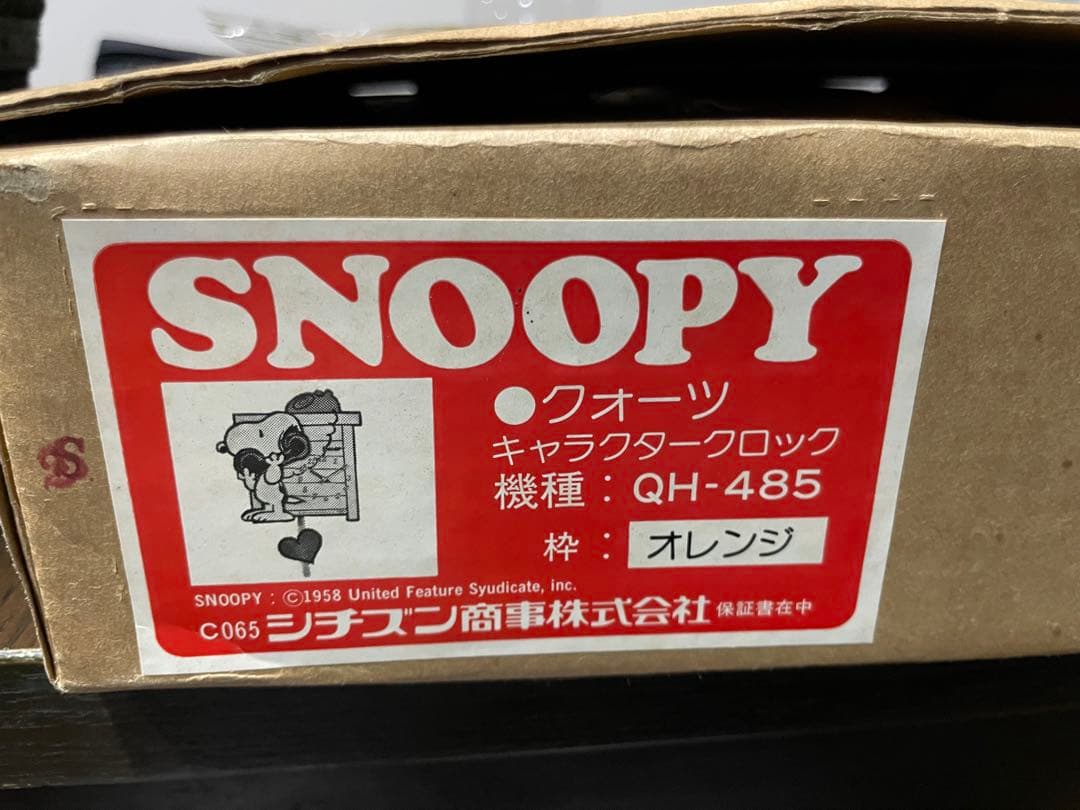 SNOOPY
●クォーツ
キャラクタークロック
機種：QH-485
枠：オレンジ
S
SNOOPY：©1958 United Feature Syudicate, inc.
C065 シチズン商事株式会社 保証書在中